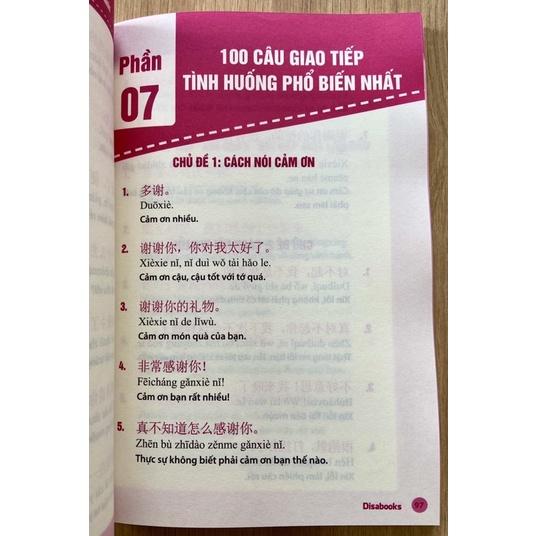 Phần
07
100 CÂU GIAO TIẾP
TÌNH HUỐNG PHỔ BIẾN NHẤT
CHỦ ĐỀ 1: CÁCH NÓI CẢM ƠN
1. 多谢。
Duōxiè.
Cảm ơn nhiều.
2. 谢谢你，你对我太好了。
Xièxie nǐ, nǐ duì wǒ tài hǎo le.
Cảm ơn cậu, cậu tốt với tớ quá.
3. 谢谢你的礼物。
Xièxie nǐ de lǐwù.
Cảm ơn món quà của bạn.
4. 非常感谢你！
Fēicháng gǎnxiè nǐ!
Cảm ơn bạn rất nhiều!
5. 真不知道怎么感谢你。
Zhēn bù zhīdào zěnme gǎnxiè nǐ.
Thực sự không biết phải cảm ơn bạn thế nào.
Disabooks 97